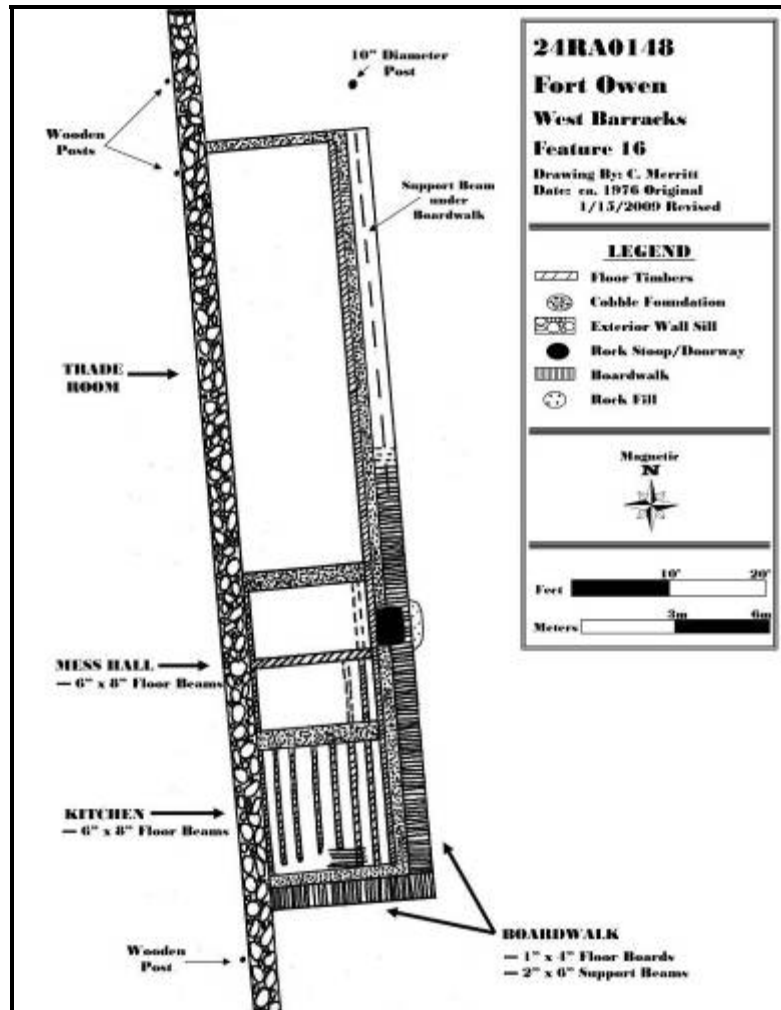 10" Diameter
Post
Wooden
Posts
Support Beam
under
Boardwalk
TRADE
ROOM
MESS HALL
— 6" x 8" Floor Beams
KITCHEN
— 6" x 8" Floor Beams
Wooden
Post
BOARDWALK
— 1" x 4" Floor Boards
— 2" x 6" Support Beams
24RA0148
Fort Owen
West Barracks
Feature 16
Drawing By: C. Merritt
Date: ca. 1976 Original
1/15/2009 Revised
LEGEND
Floor Timbers
Cobble Foundation
Exterior Wall Sill
Rock Stoop/Doorway
Boardwalk
Rock Fill
Magnetic
N
10' 20'
Feet
3m 6m
Meters